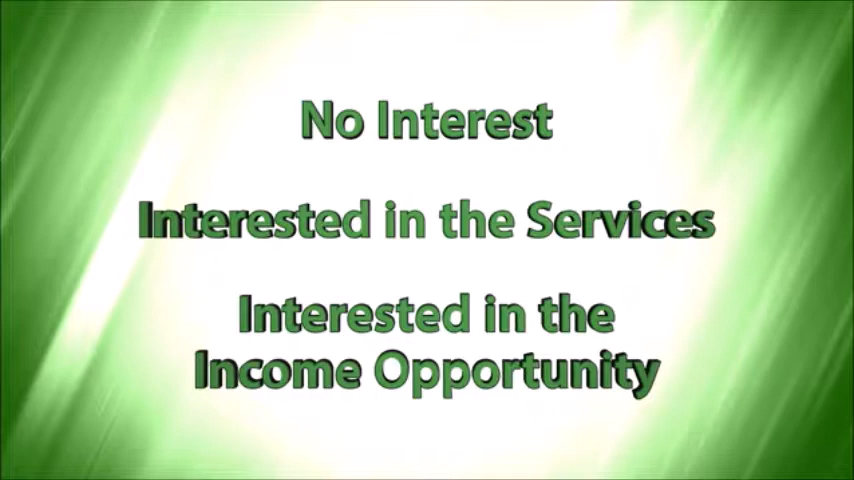 No Interest
Interested in the Services
Interested in the
Income Opportunity